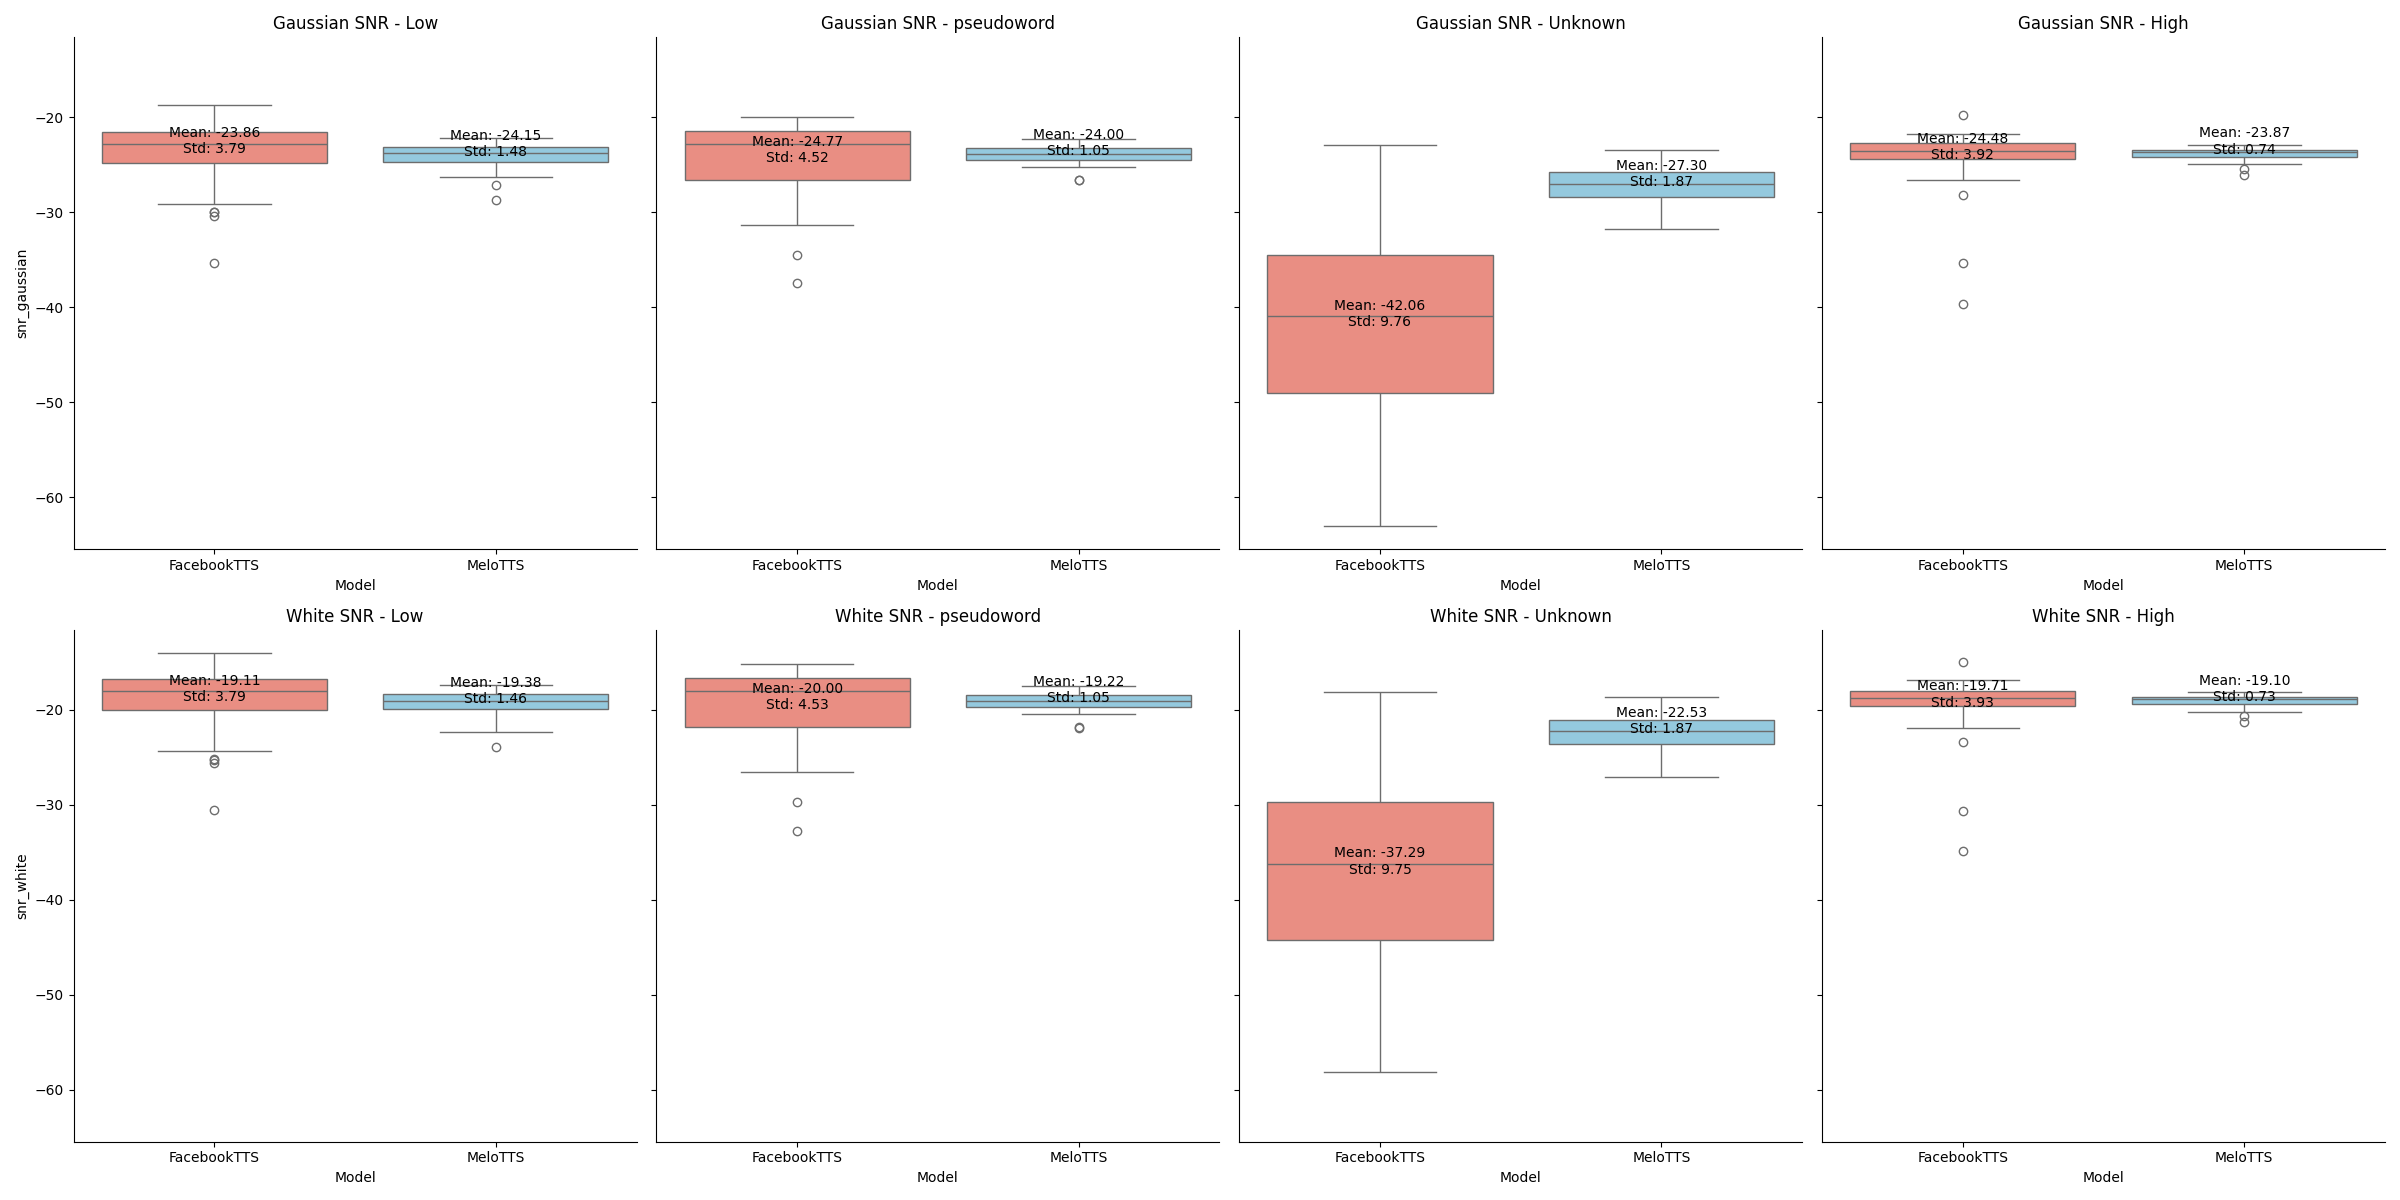 Gaussian SNR - Low
Gaussian SNR - pseudoword
Gaussian SNR - Unknown
Gaussian SNR - High
snr_gaussian
−20
−30
−40
−50
−60
Mean: -23.86
Std: 3.79
Mean: -24.15
Std: 1.48
Mean: -24.77
Std: 4.52
Mean: -24.00
Std: 1.05
Mean: -42.06
Std: 9.76
Mean: -27.30
Std: 1.87
Mean: -24.48
Std: 3.92
Mean: -23.87
Std: 0.74
FacebookTTS MeloTTS
Model
FacebookTTS MeloTTS
Model
FacebookTTS MeloTTS
Model
FacebookTTS MeloTTS
Model
White SNR - Low
White SNR - pseudoword
White SNR - Unknown
White SNR - High
snr_white
−20
−30
−40
−50
−60
Mean: -19.11
Std: 3.79
Mean: -19.38
Std: 1.46
Mean: -20.00
Std: 4.53
Mean: -19.22
Std: 1.05
Mean: -37.29
Std: 9.75
Mean: -22.53
Std: 1.87
Mean: -19.71
Std: 3.93
Mean: -19.10
Std: 0.73
FacebookTTS MeloTTS
Model
FacebookTTS MeloTTS
Model
FacebookTTS MeloTTS
Model
FacebookTTS MeloTTS
Model